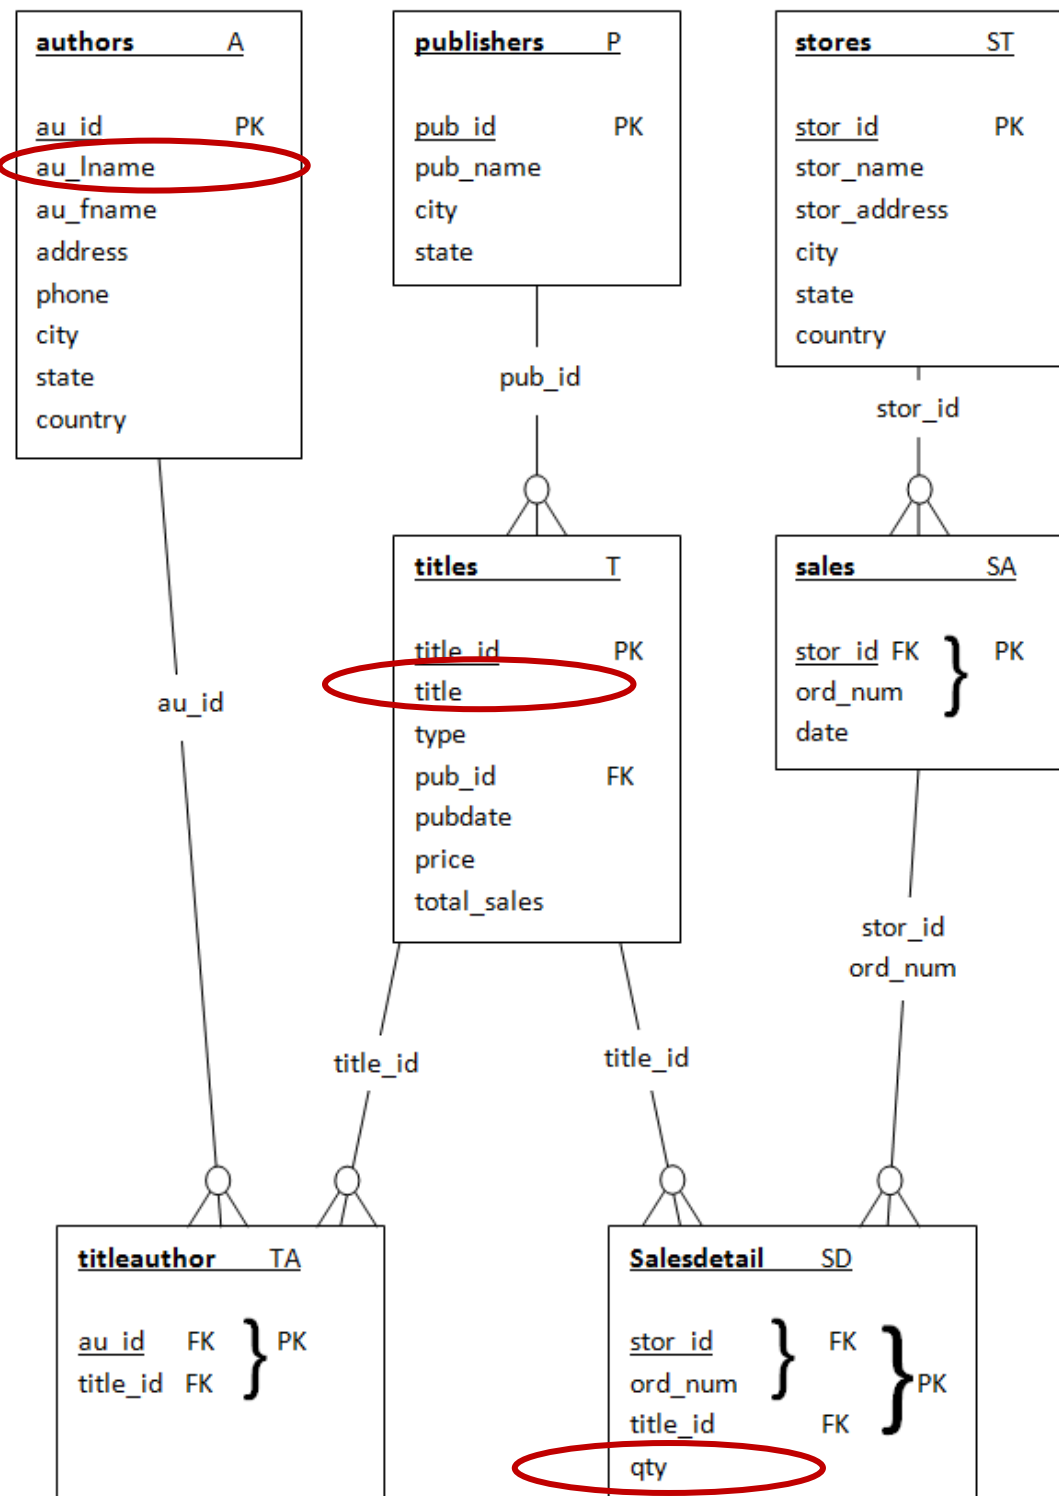 authors A
au_id PK
au_lname
au_fname
address
phone
city
state
country
publishers P
pub_id PK
pub_name
city
state
stores ST
stor_id PK
stor_name
stor_address
city
state
country
pub_id
stor_id
au_id
titles T
title_id PK
title
type
pub_id FK
pubdate
price
total_sales
sales SA
stor_id FK } PK
ord_num
date
stor_id
ord_num
title_id
title_id
titleauthor TA
au_id FK } PK
title_id FK
Salesdetail SD
stor_id } FK } PK
ord_num
title_id FK
qty